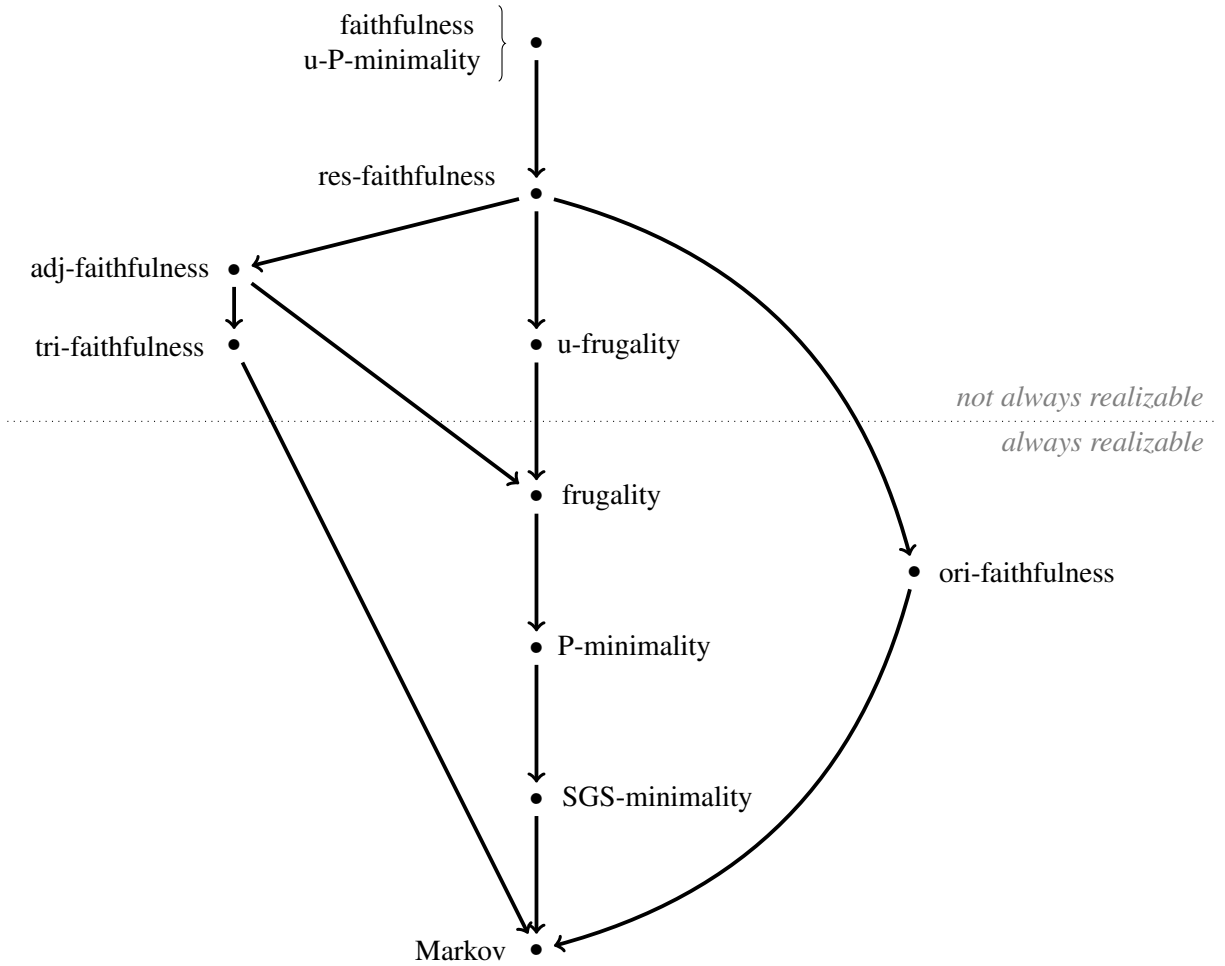 faithfulness
u-P-minimality
res-faithfulness
adj-faithfulness
tri-faithfulness
u-frugality
not always realizable
always realizable
frugality
ori-faithfulness
P-minimality
SGS-minimality
Markov